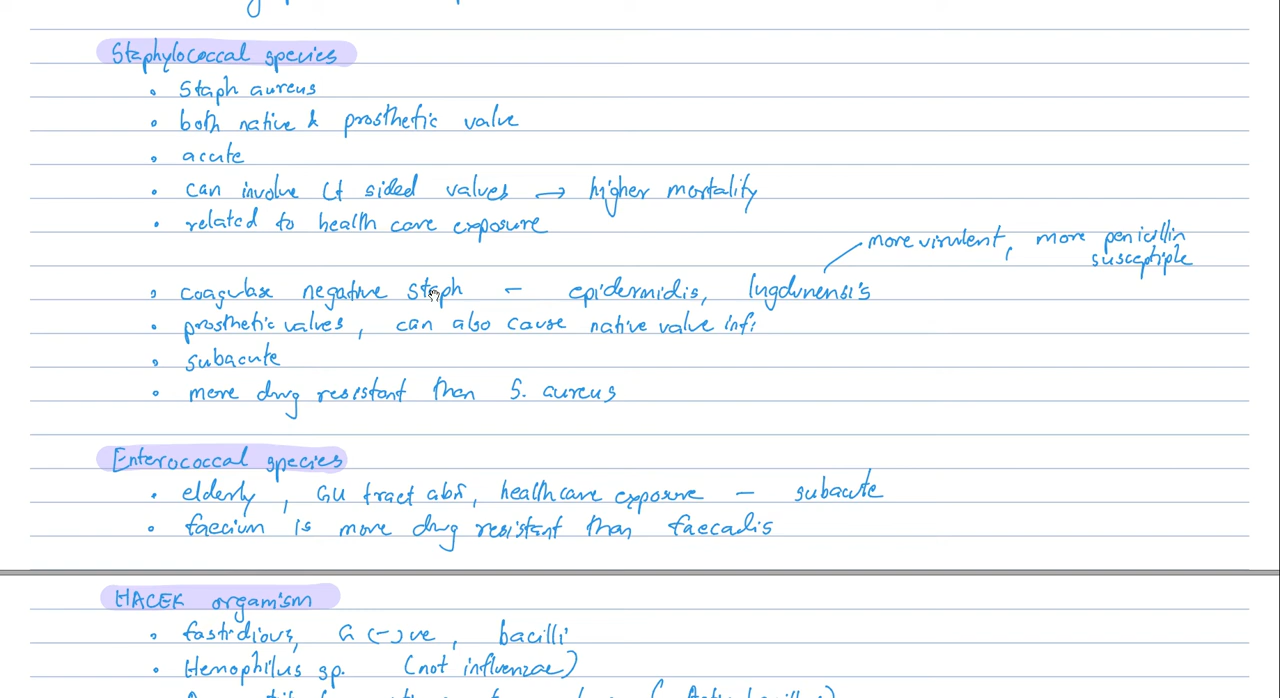 Staphylococcal species
• Staph aureus
• both native & prosthetic valve
• acute
• can involve Lt sided valves → higher mortality
• related to health care exposure
more virulent, more penicillin
susceptiple
• coagulase negative staph – epidermidis, lugdunensis
• prosthetic valves, can also cause native valve inf:
• subacute
• more drug resistant than S. aureus
Enterococcal species
• elderly, GU tract abn, healthcare exposure – subacute
• faecium is more drug resistant than faecadis
HACEK orgamism
• fastidious, G (-)ve, bacilli
• Hemophilus sp. (not influenzae)